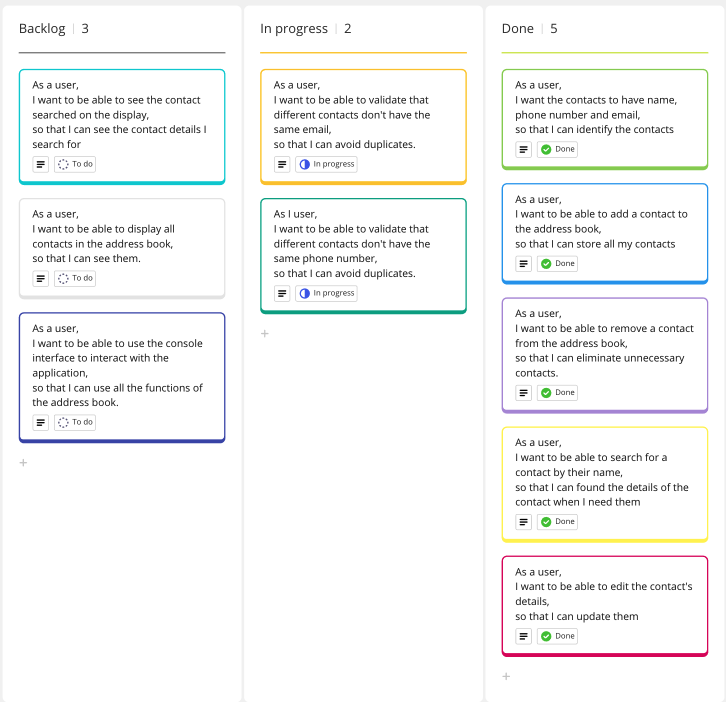 Backlog | 3
As a user,
I want to be able to see the contact
searched on the display,
so that I can see the contact details I
search for
To do
As a user,
I want to be able to display all
contacts in the address book,
so that I can see them.
To do
As a user,
I want to be able to use the console
interface to interact with the
application,
so that I can use all the functions of
the address book.
To do
+
In progress | 2
As a user,
I want to be able to validate that
different contacts don't have the
same email,
so that I can avoid duplicates.
In progress
As I user,
I want to be able to validate that
different contacts don't have the
same phone number,
so that I can avoid duplicates.
In progress
+
Done | 5
As a user,
I want the contacts to have name,
phone number and email,
so that I can identify the contacts
Done
As a user,
I want to be able to add a contact to
the address book,
so that I can store all my contacts
Done
As a user,
I want to be able to remove a contact
from the address book,
so that I can eliminate unnecessary
contacts.
Done
As a user,
I want to be able to search for a
contact by their name,
so that I can found the details of the
contact when I need them
Done
As a user,
I want to be able to edit the contact's
details,
so that I can update them
Done
+